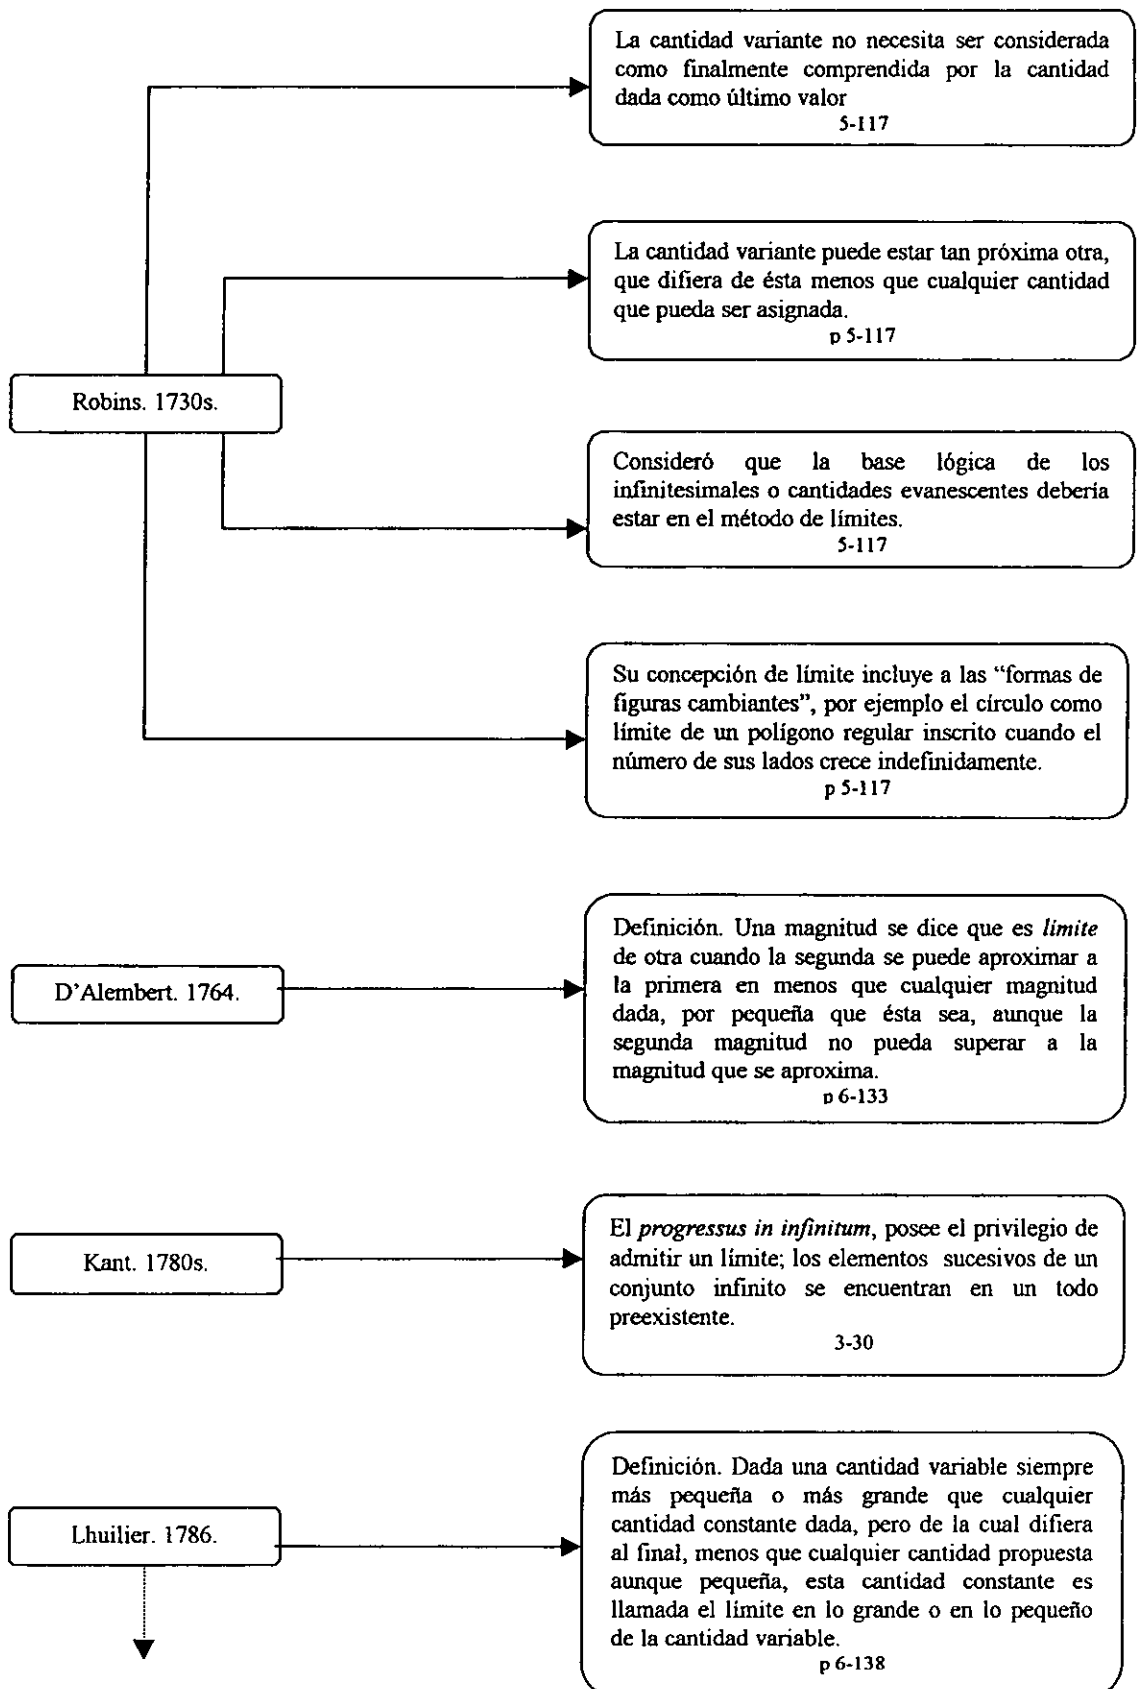 La cantidad variante no necesita ser considerada
como finalmente comprendida por la cantidad
dada como último valor
5-117
La cantidad variante puede estar tan próxima otra,
que difiera de ésta menos que cualquier cantidad
que pueda ser asignada.
p 5-117
Robins. 1730s.
Consideró que la base lógica de los
infinitesimales o cantidades evanescentes debería
estar en el método de límites.
5-117
Su concepción de límite incluye a las “formas de
figuras cambiantes”, por ejemplo el círculo como
límite de un polígono regular inscrito cuando el
número de sus lados crece indefinidamente.
p 5-117
D’Alembert. 1764.
Definición. Una magnitud se dice que es límite
de otra cuando la segunda se puede aproximar a
la primera en menos que cualquier magnitud
dada, por pequeña que ésta sea, aunque la
segunda magnitud no pueda superar a la
magnitud que se aproxima.
p 6-133
Kant. 1780s.
El progressus in infinitum, posee el privilegio de
admitir un límite; los elementos sucesivos de un
conjunto infinito se encuentran en un todo
preexistente.
3-30
Lhuilier. 1786.
Definición. Dada una cantidad variable siempre
más pequeña o más grande que cualquier
cantidad constante dada, pero de la cual difiera
al final, menos que cualquier cantidad propuesta
aunque pequeña, esta cantidad constante es
llamada el límite en lo grande o en lo pequeño
de la cantidad variable.
p 6-138